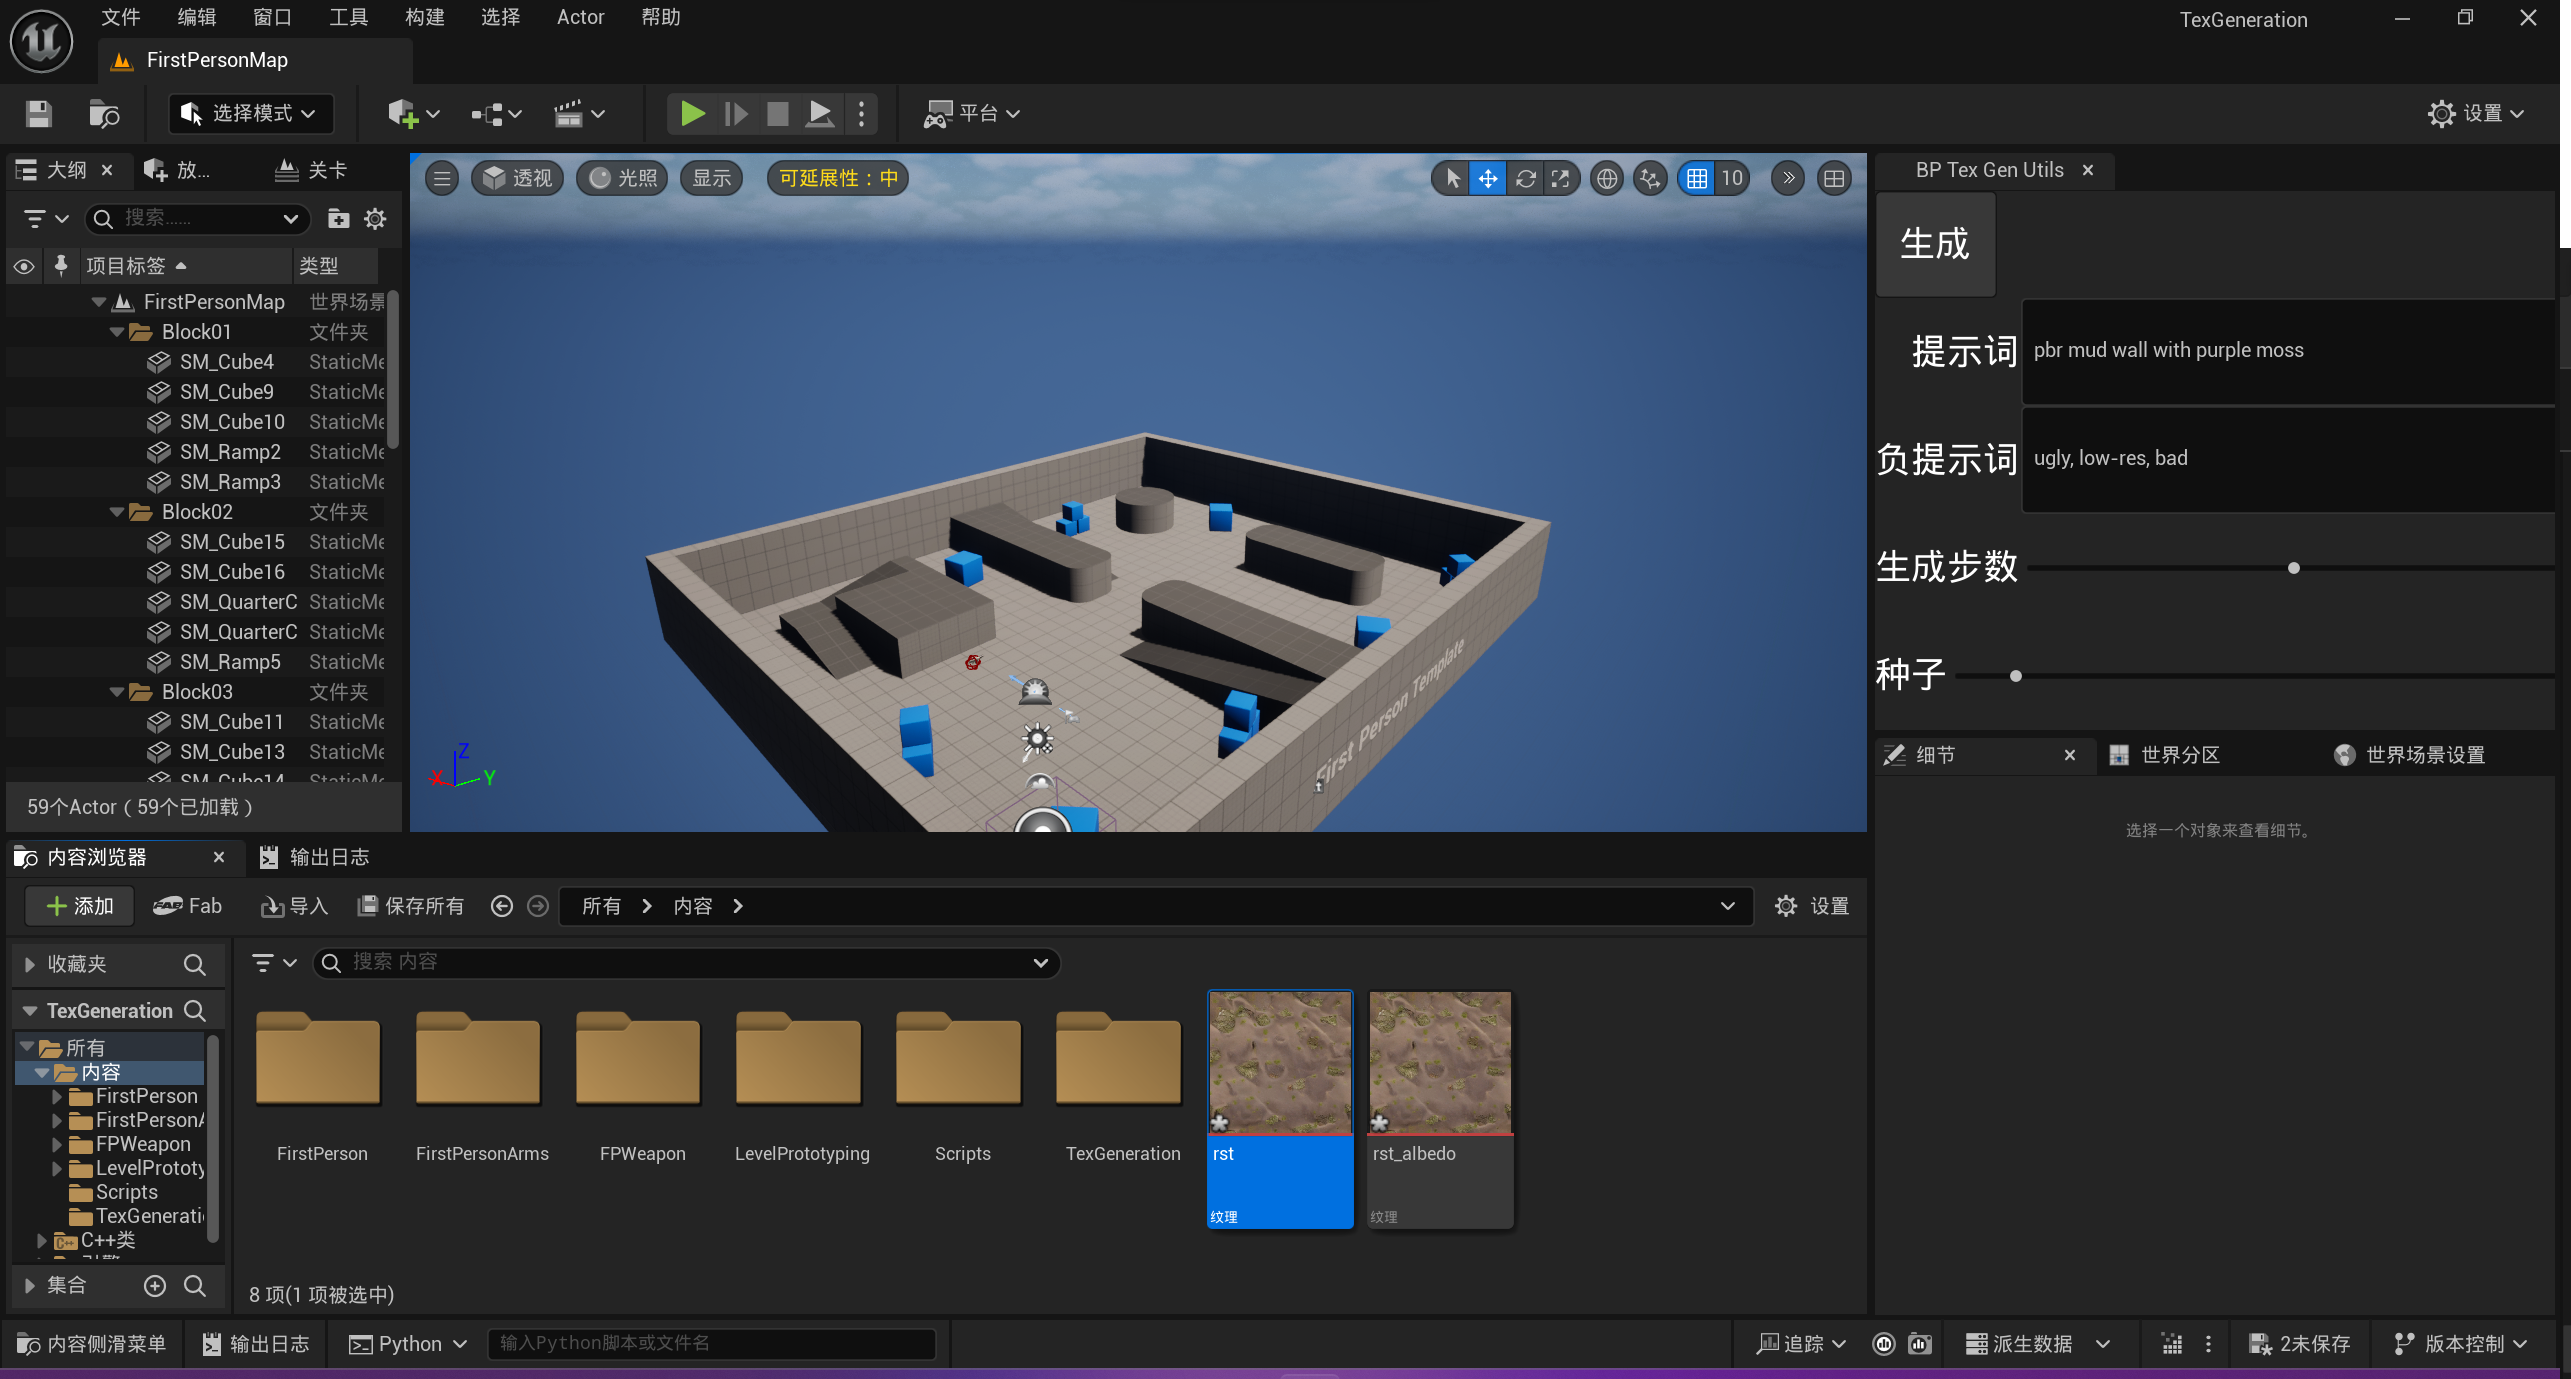 文件 编辑 窗口 工具 构建 选择 Actor 帮助
TexGeneration
FirstPersonMap
选择模式
平台
设置
大纲
放...
关卡
搜索......
项目标签
类型
FirstPersonMap 世界场景
Block01 文件夹
SM_Cube4 StaticMe
SM_Cube9 StaticMe
SM_Cube10 StaticMe
SM_Ramp2 StaticMe
SM_Ramp3 StaticMe
Block02 文件夹
SM_Cube15 StaticMe
SM_Cube16 StaticMe
SM_QuarterC StaticMe
SM_QuarterC StaticMe
SM_Ramp5 StaticMe
Block03 文件夹
SM_Cube11 StaticMe
SM_Cube13 StaticMe
SM_Cube14 StaticMe
59个Actor（59个已加载）
透视
光照
显示
可延展性：中
10
First Person Template
X
Z
Y
BP Tex Gen Utils
生成
提示词 pbr mud wall with purple moss
负提示词 ugly, low-res, bad
生成步数
种子
细节
世界分区
世界场景设置
选择一个对象来查看细节。
内容浏览器
输出日志
添加
Fab
导入
保存所有
所有
内容
设置
收藏夹
TexGeneration
所有
内容
FirstPerson
FirstPersonA
FPWeapon
LevelPrototy
Scripts
TexGenerati
C++类
集合
搜索 内容
FirstPerson
FirstPersonArms
FPWeapon
LevelPrototyping
Scripts
TexGeneration
rst
纹理
rst_albedo
纹理
8 项(1 项被选中)
内容侧滑菜单
输出日志
Python
输入Python脚本或文件名
追踪
派生数据
2未保存
版本控制